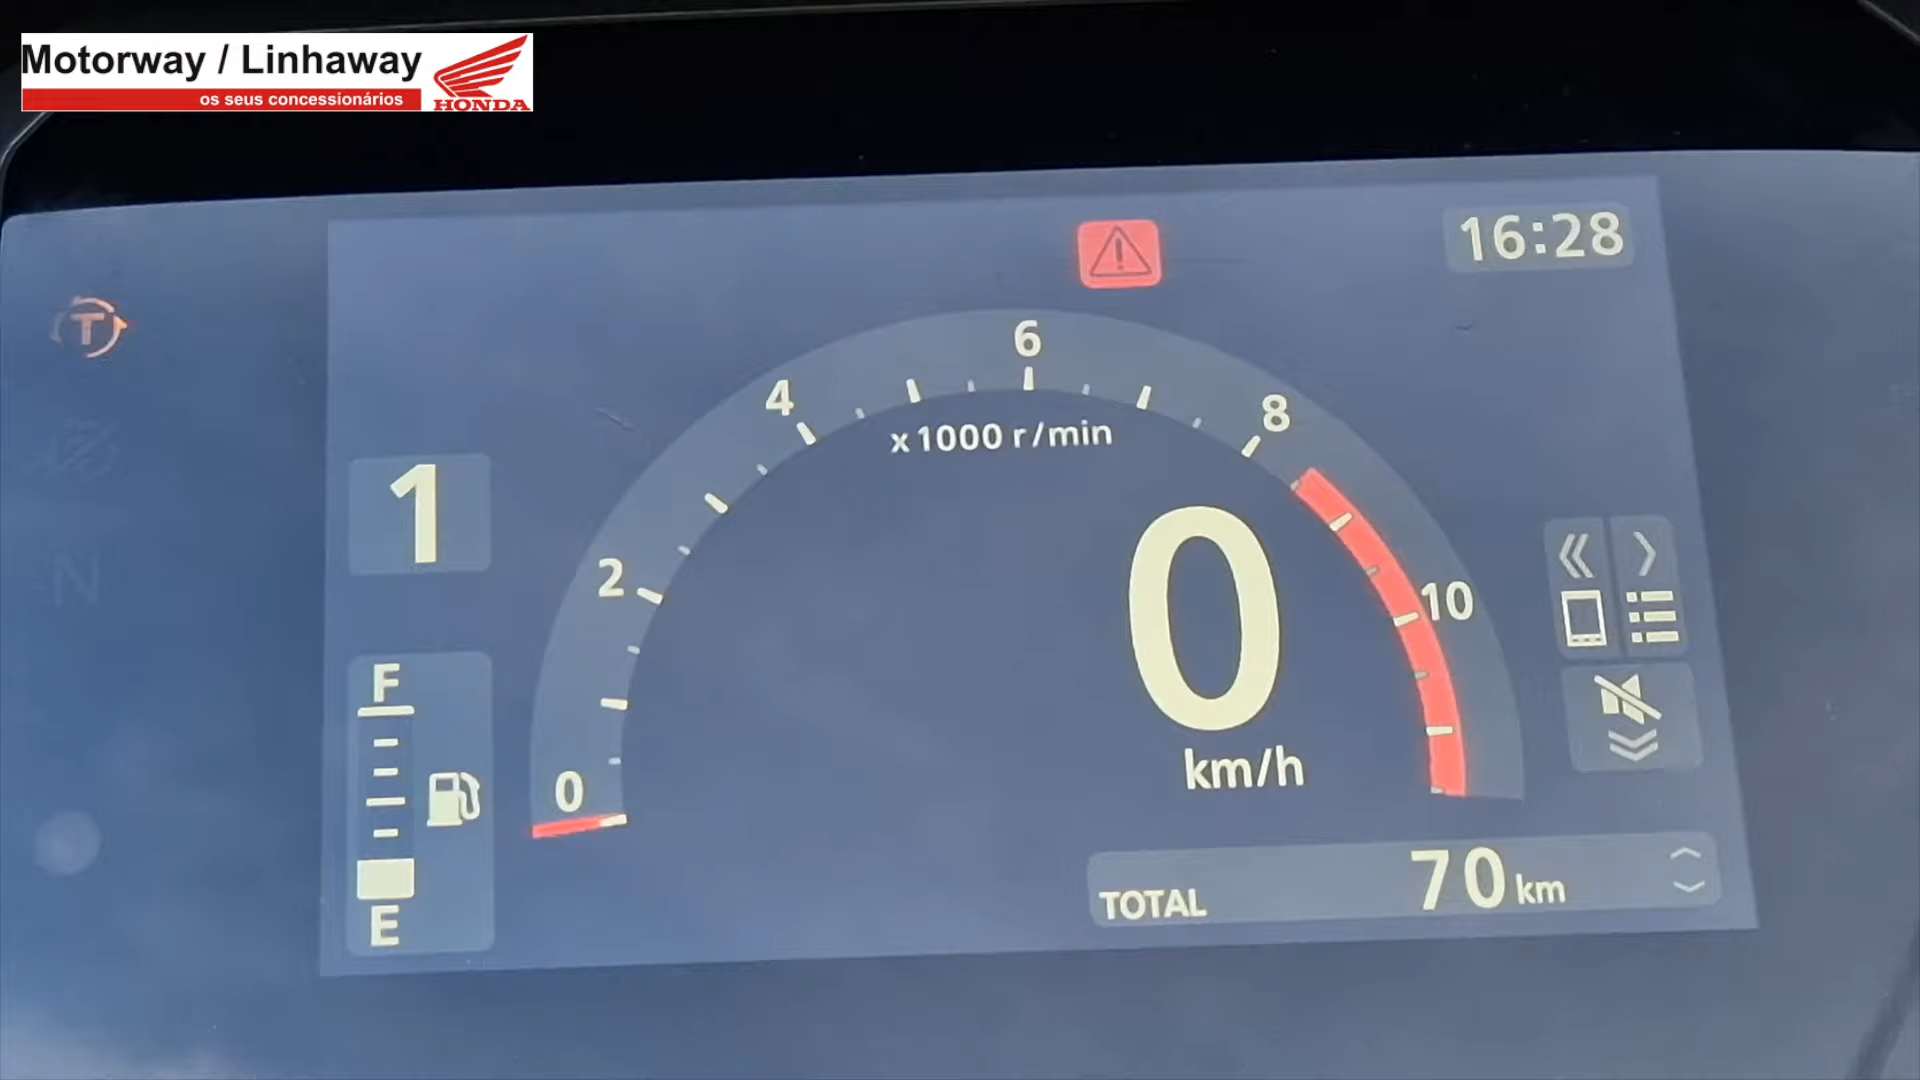 Motorway / Linhaway
os seus concessionários
HONDA
16:28
T
6
4
8
x1000 r/min
1
2
0
10
N
F
0
km/h
E
TOTAL 70 km